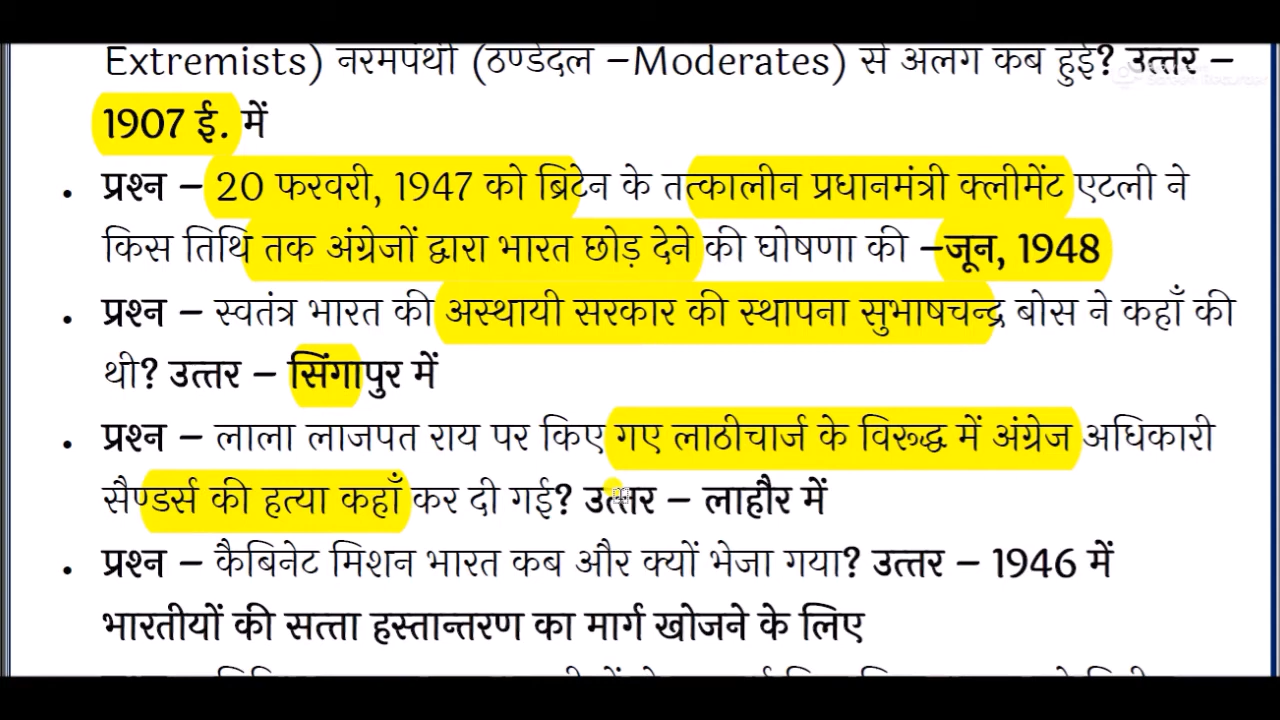 Extremists) नरमपंथी (ठण्डेदल –Moderates) से अलग कब हुई? उत्तर –
1907 ई. में
• प्रश्न – 20 फरवरी, 1947 को ब्रिटेन के तत्कालीन प्रधानमंत्री क्लीमेंट एटली ने
किस तिथि तक अंग्रेजों द्वारा भारत छोड़ देने की घोषणा की –जून, 1948
• प्रश्न – स्वतंत्र भारत की अस्थायी सरकार की स्थापना सुभाषचन्द्र बोस ने कहाँ की
थी? उत्तर – सिंगापुर में
• प्रश्न – लाला लाजपत राय पर किए गए लाठीचार्ज के विरूद्ध में अंग्रेज अधिकारी
सैण्डर्स की हत्या कहाँ कर दी गई? उत्तर – लाहौर में
• प्रश्न – कैबिनेट मिशन भारत कब और क्यों भेजा गया? उत्तर – 1946 में
भारतीयों की सत्ता हस्तान्तरण का मार्ग खोजने के लिए